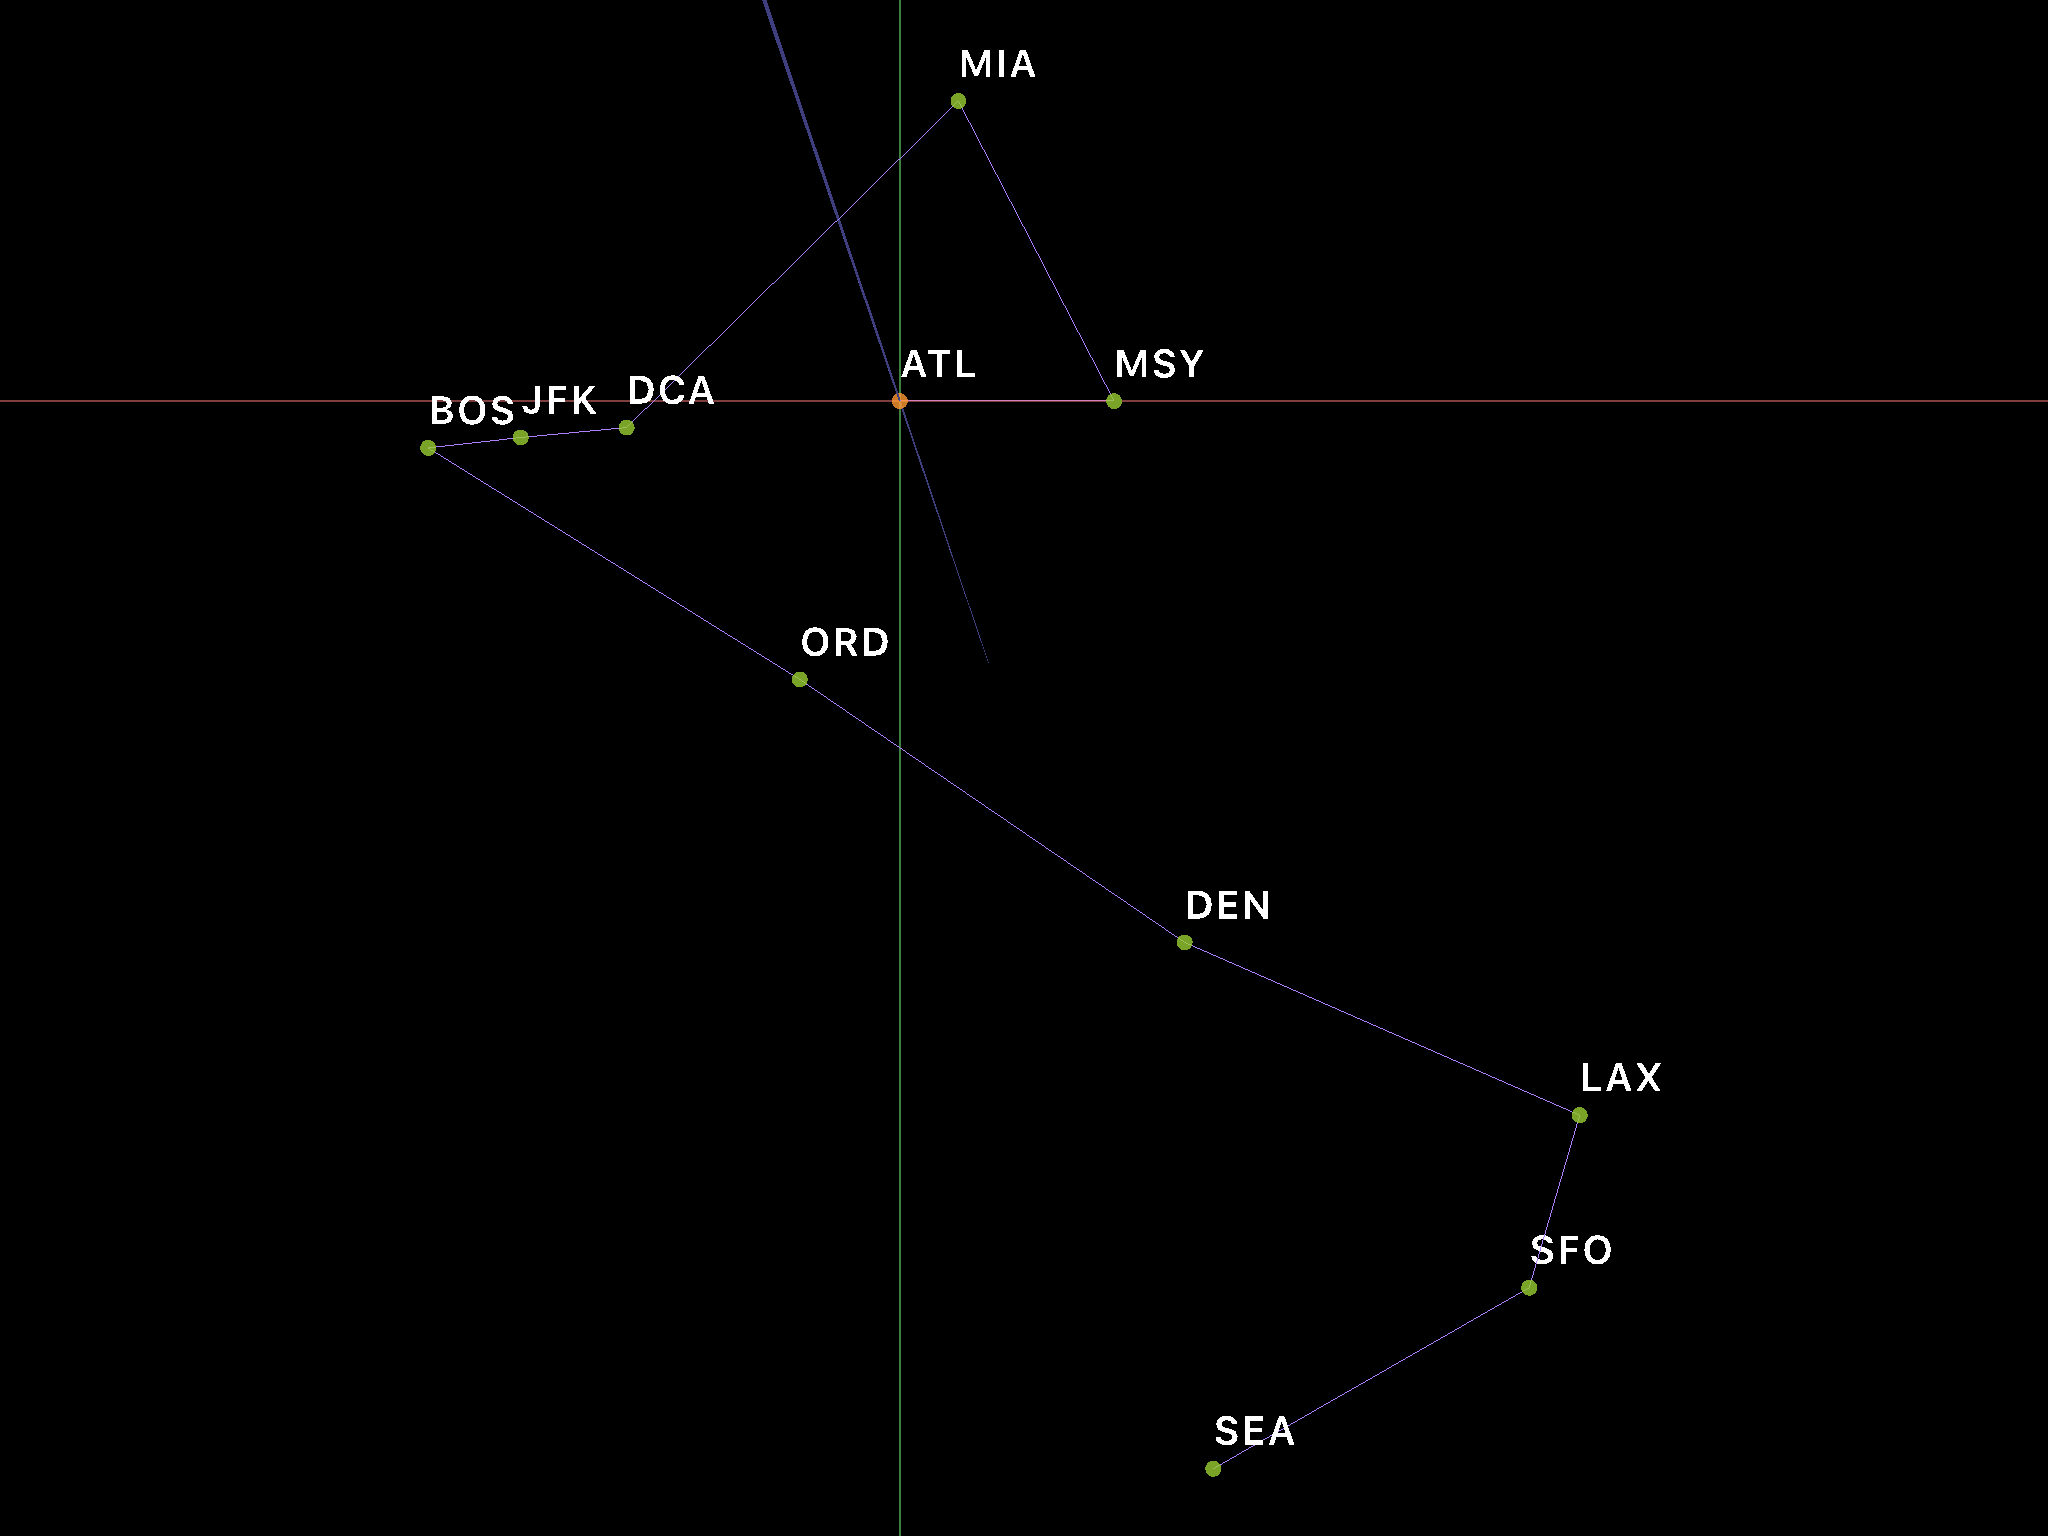 MIA
ATL
MSY
DCA
JFK
BOS
ORD
DEN
LAX
SFO
SEA